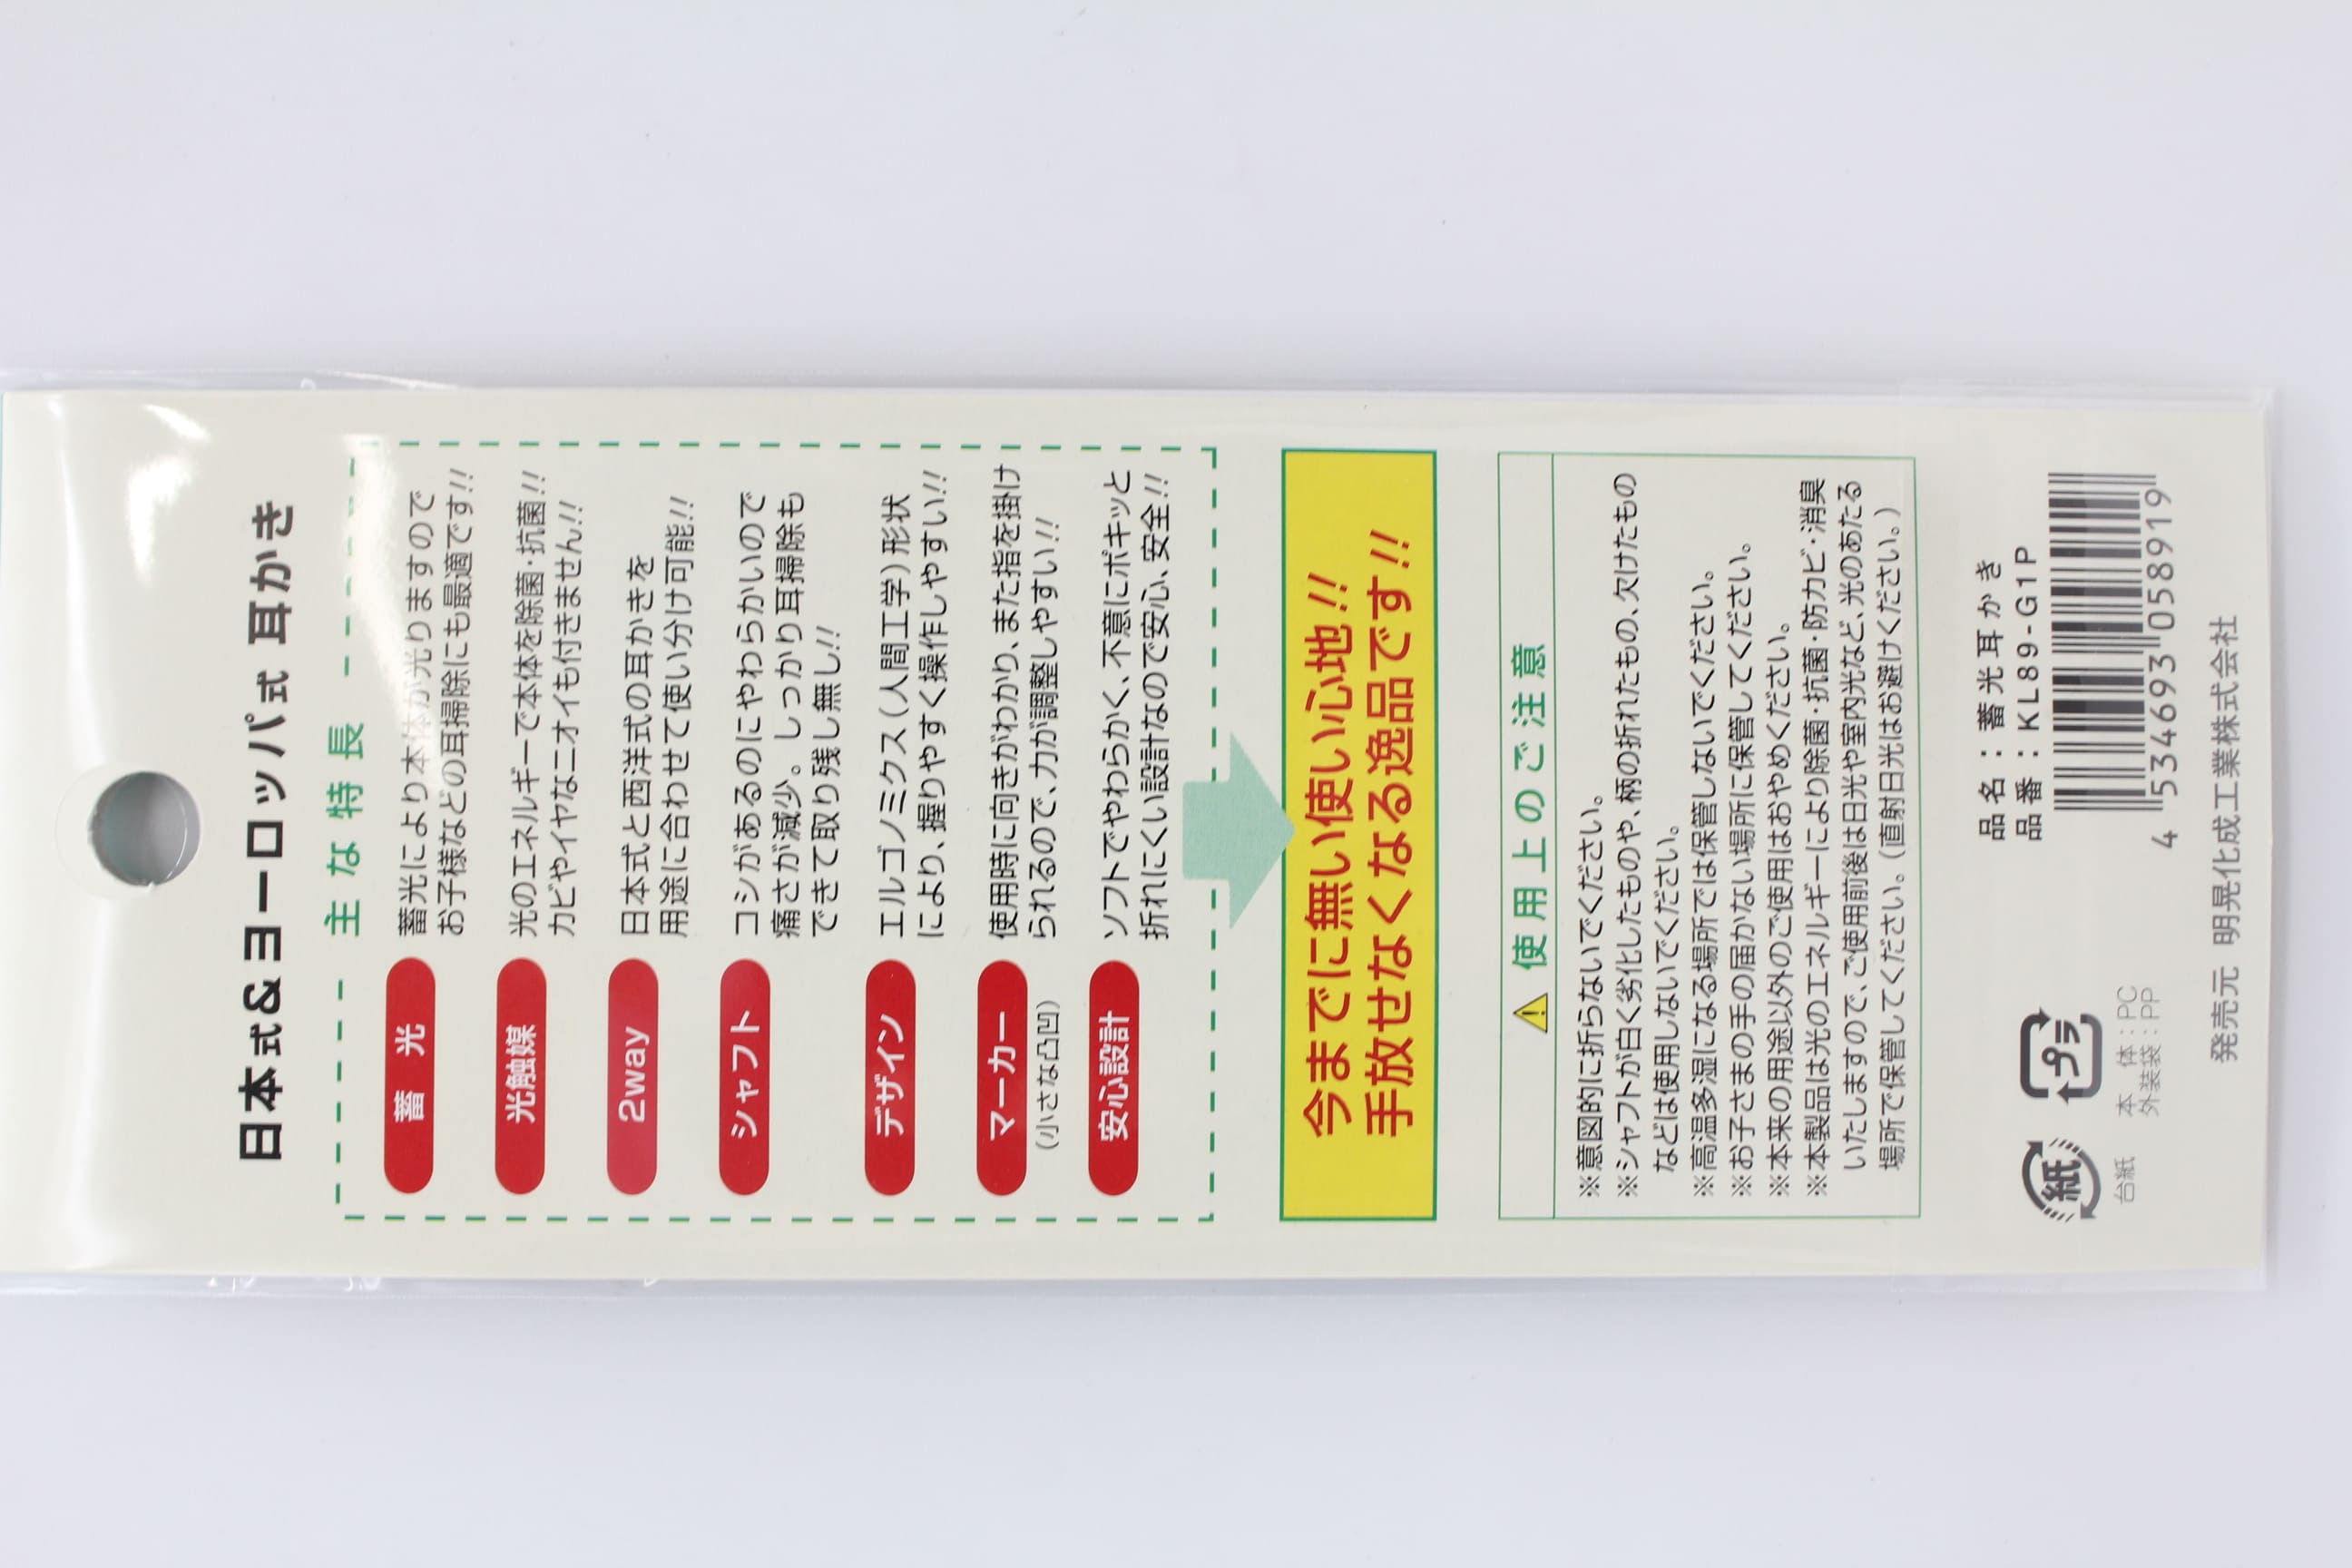 日本式&ヨーロッパ式 耳かき
主な特長
蓄 光
蓄光により本体が光りますので
お子様などの耳掃除にも最適です!!
光触媒
光のエネルギーで本体を除菌・抗菌!!
カビやイヤなニオイも付きません!!
2way
日本式と西洋式の耳かきを
用途に合わせて使い分け可能!!
シャフト
コシがあるのにやわらかいので
痛さが減少。しっかり耳掃除も
できて取り残し無し!!
デザイン
エルゴノミクス(人間工学)形状
により、握りやすく操作しやすい!!
マーカー
(小さな凸凹)
使用時に向きがわかり、また指を掛け
られるので、力が調整しやすい!!
安心設計
ソフトでやわらかく、不意にポキッと
折れにくい設計なので安心、安全!!
今までに無い使い心地!!
手放せなくなる逸品です!!
使用上のご注意
※意図的に折らないでください。
※シャフトが白く劣化したものや、柄の折れたもの、欠けたもの
などは使用しないでください。
※高温多湿になる場所では保管しないでください。
※お子さまの手の届かない場所に保管してください。
※本来の用途以外のご使用はおやめください。
※本製品は光のエネルギーにより除菌・抗菌・防カビ・消臭
いたしますので、ご使用前後は日光や室内光など、光のあたる
場所で保管してください。(直射日光はお避けください。)
品名：蓄光耳かき
品番：KL89-G1P
4 534693 058919
紙
台紙
プラ
本 体：PC
外装袋：PP
発売元 明晃化成工業株式会社